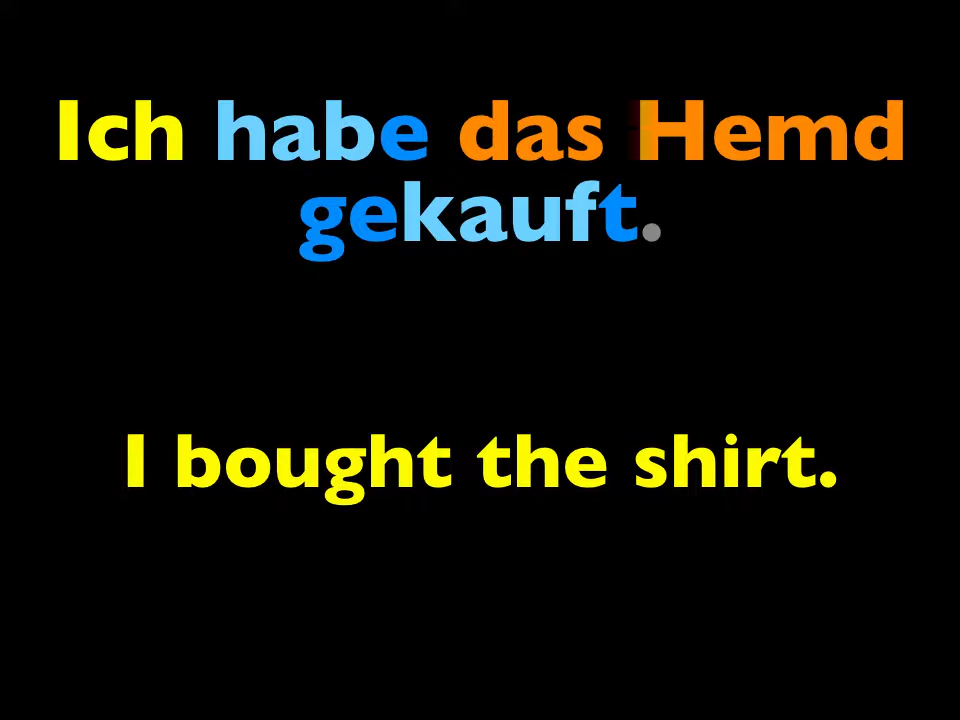 Ich habe das Hemd
gekauft.
I bought the shirt.